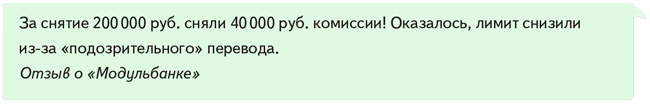 За снятие 200 000 руб. сняли 40 000 руб. комиссии! Оказалось, лимит снизили
из-за «подозрительного» перевода.
Отзыв о «Модульбанке»